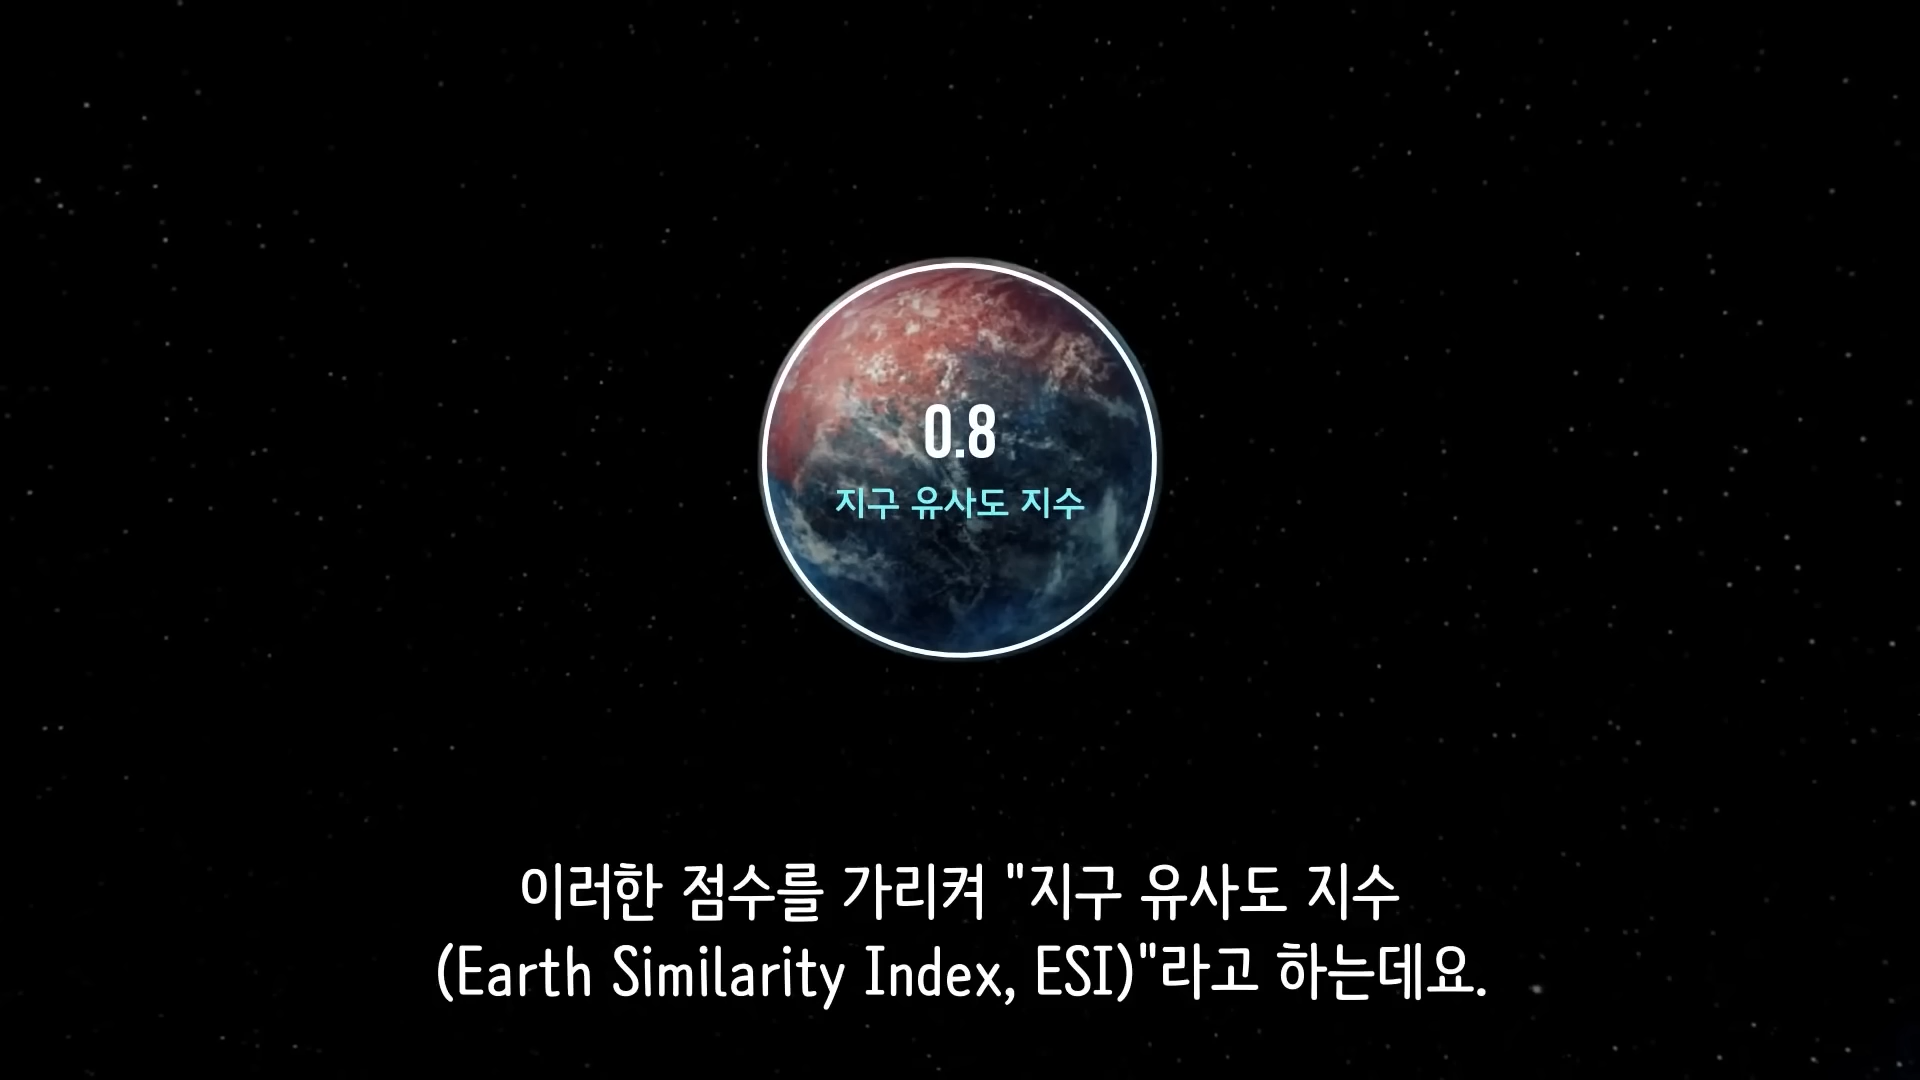 0.8
지구 유사도 지수
이러한 점수를 가리켜 "지구 유사도 지수
(Earth Similarity Index, ESI)"라고 하는데요.